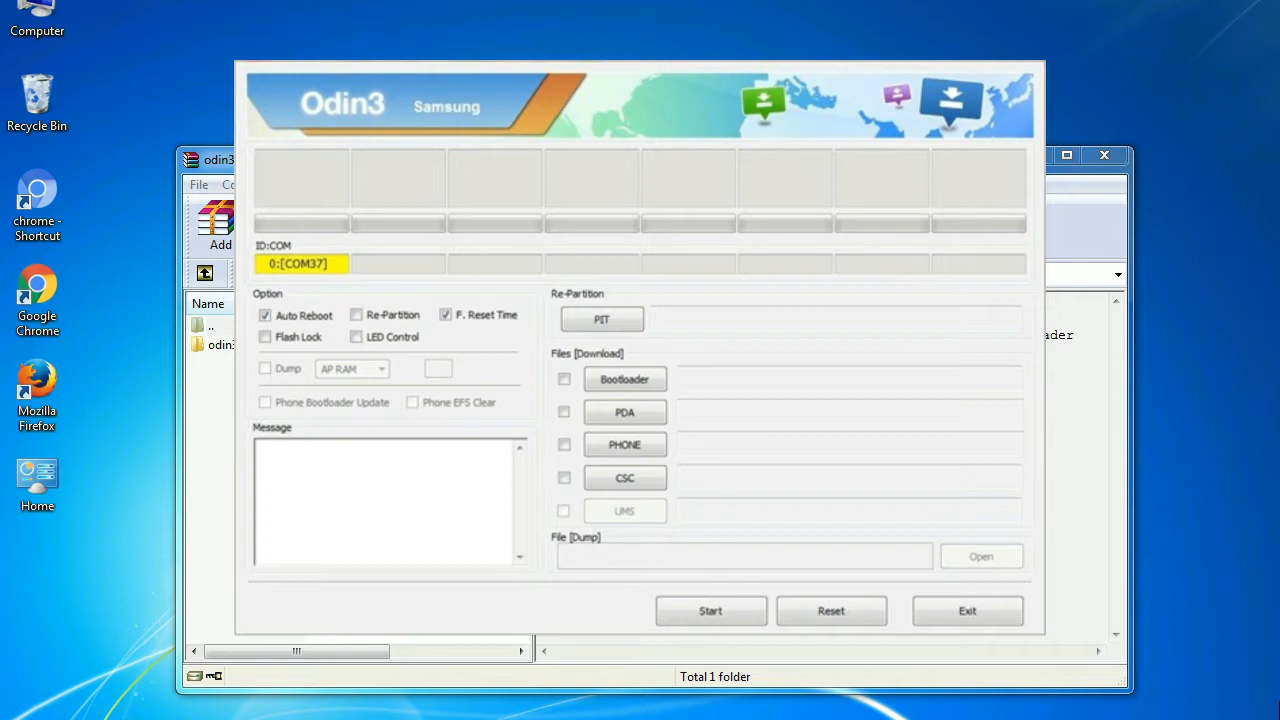 Computer
Recycle Bin
chrome -
Shortcut
Google
Chrome
Mozilla
Firefox
Home
odin3
File
Add
Name
..
odin3
Odin3 Samsung
ID:COM
0:[COM37]
Option
Auto Reboot Re-Partition F. Reset Time
Flash Lock LED Control
Dump AP RAM
Phone Bootloader Update Phone EFS Clear
Message
Re-Partition
PIT
Files [Download]
Bootloader
PDA
PHONE
CSC
UMS
File [Dump]
Open
Start Reset Exit
ader
Total 1 folder